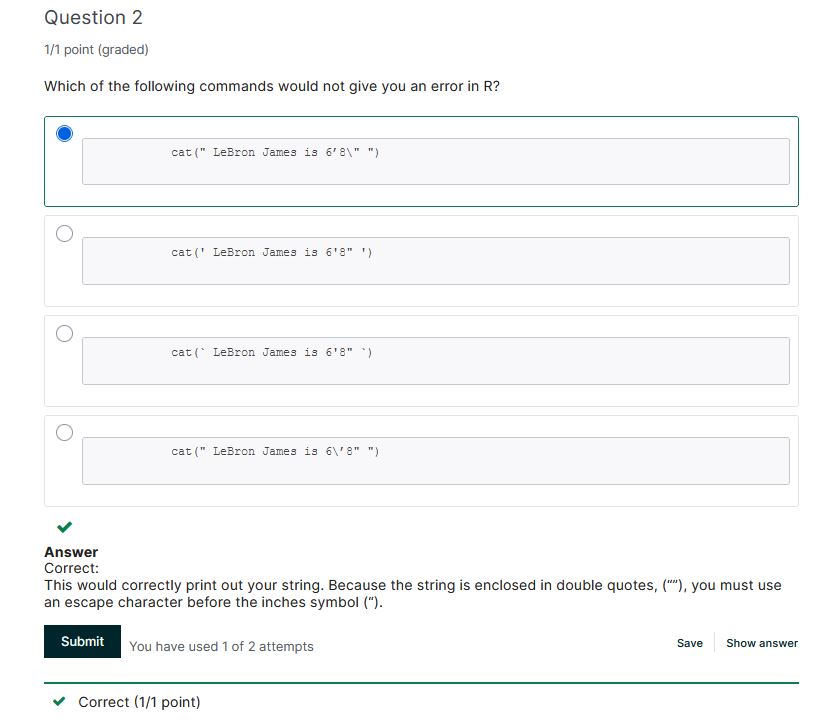 Question 2
1/1 point (graded)
Which of the following commands would not give you an error in R?
cat(" LeBron James is 6’8\" ")
cat(' LeBron James is 6'8" ')
cat(` LeBron James is 6'8" `)
cat(" LeBron James is 6\’8" ")
Answer
Correct:
This would correctly print out your string. Because the string is enclosed in double quotes, (“”), you must use
an escape character before the inches symbol (“).
Submit
You have used 1 of 2 attempts
Save
Show answer
Correct (1/1 point)